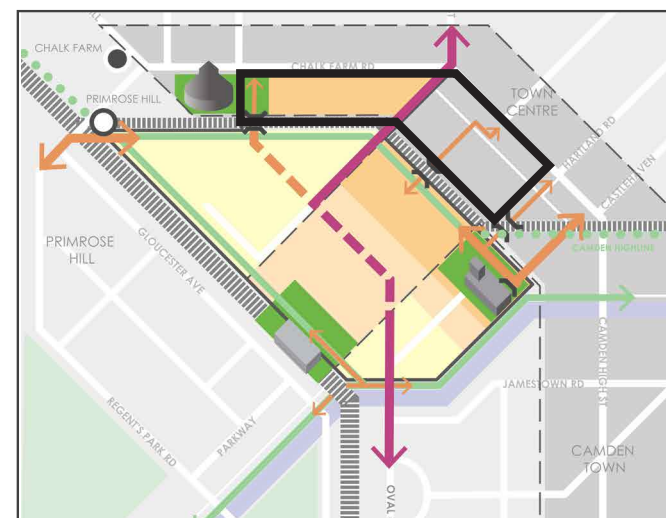 CHALK FARM
CHALK FARM RD
PRIMROSE HILL
TOWN
CENTRE
HARTLAND RD
CASTLEHAVEN
PRIMROSE
HILL
GLOUCESTER AVE
CAMDEN HIGHLINE
REGENT'S PARK RD
PARKWAY
JAMESTOWN RD
CAMDEN HIGH ST
CAMDEN
TOWN
OVAL